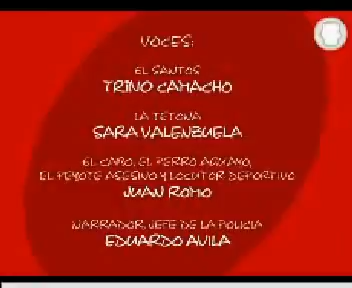 VOCES:
EL SANTOS
TRINO CAMACHO
LA TETONA
SARA VALENZUELA
EL CABO, EL PERRO AGUAYO,
EL PEYOTE ASESINO Y LOCUTOR DEPORTIVO
JUAN ROMO
NARRADOR, JEFE DE LA POLICIA
EDUARDO AVILA